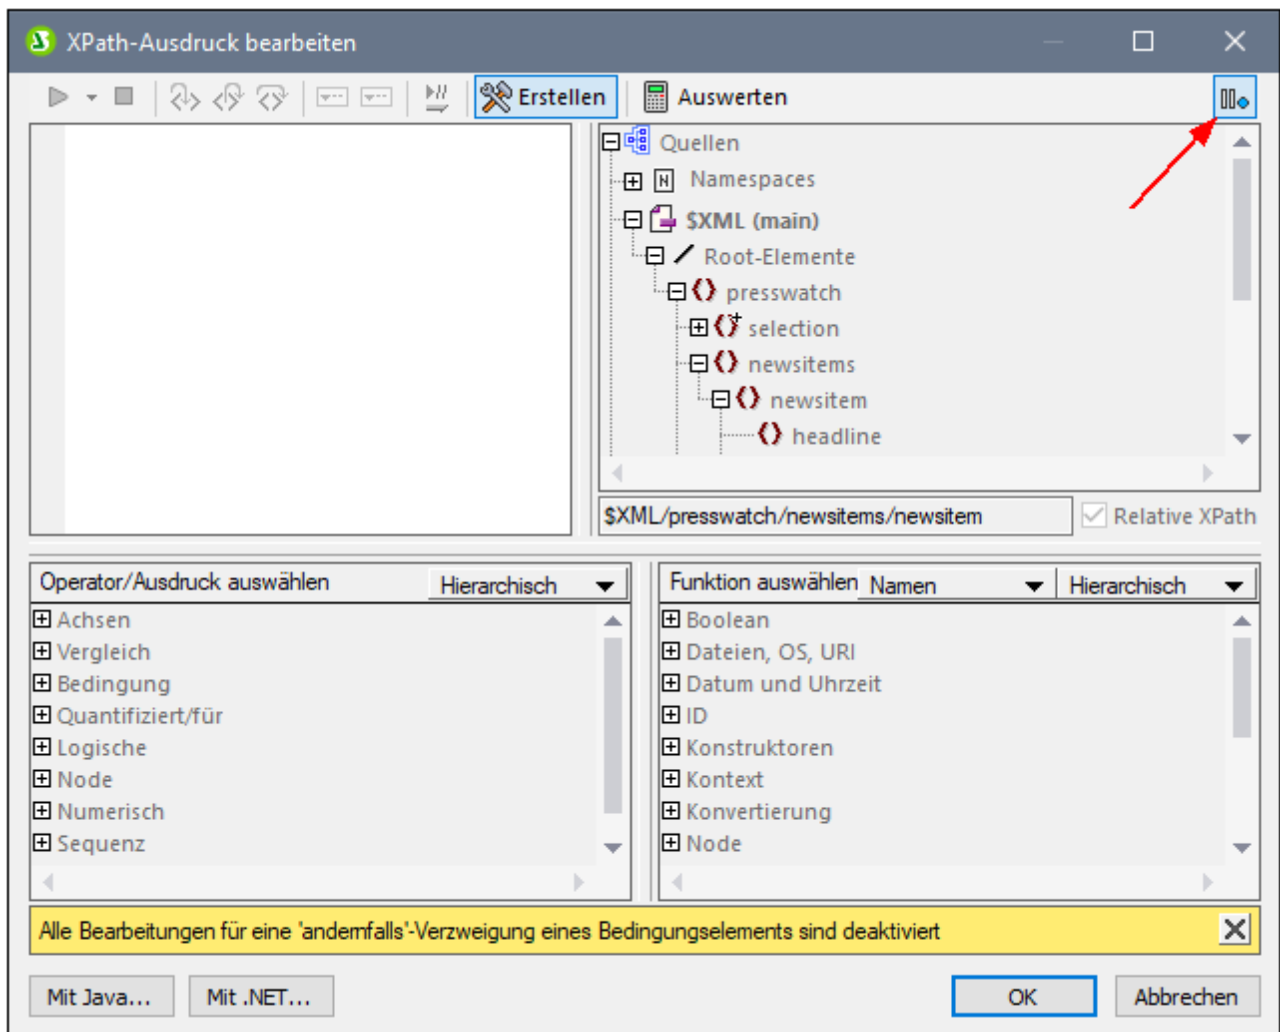 XPath-Ausdruck bearbeiten
Erstellen Auswerten
Quellen
Namespaces
$XML (main)
Root-Elemente
presswatch
selection
newsitems
newsitem
headline
$XML/presswatch/newsitems/newsitem Relative XPath
Operator/Ausdruck auswählen Hierarchisch
Achsen
Vergleich
Bedingung
Quantifiziert/für
Logische
Node
Numerisch
Sequenz
Funktion auswählen Namen Hierarchisch
Boolean
Dateien, OS, URI
Datum und Uhrzeit
ID
Konstruktoren
Kontext
Konvertierung
Node
Alle Bearbeitungen für eine 'andernfalls'-Verzweigung eines Bedingungselements sind deaktiviert
Mit Java... Mit .NET... OK Abbrechen